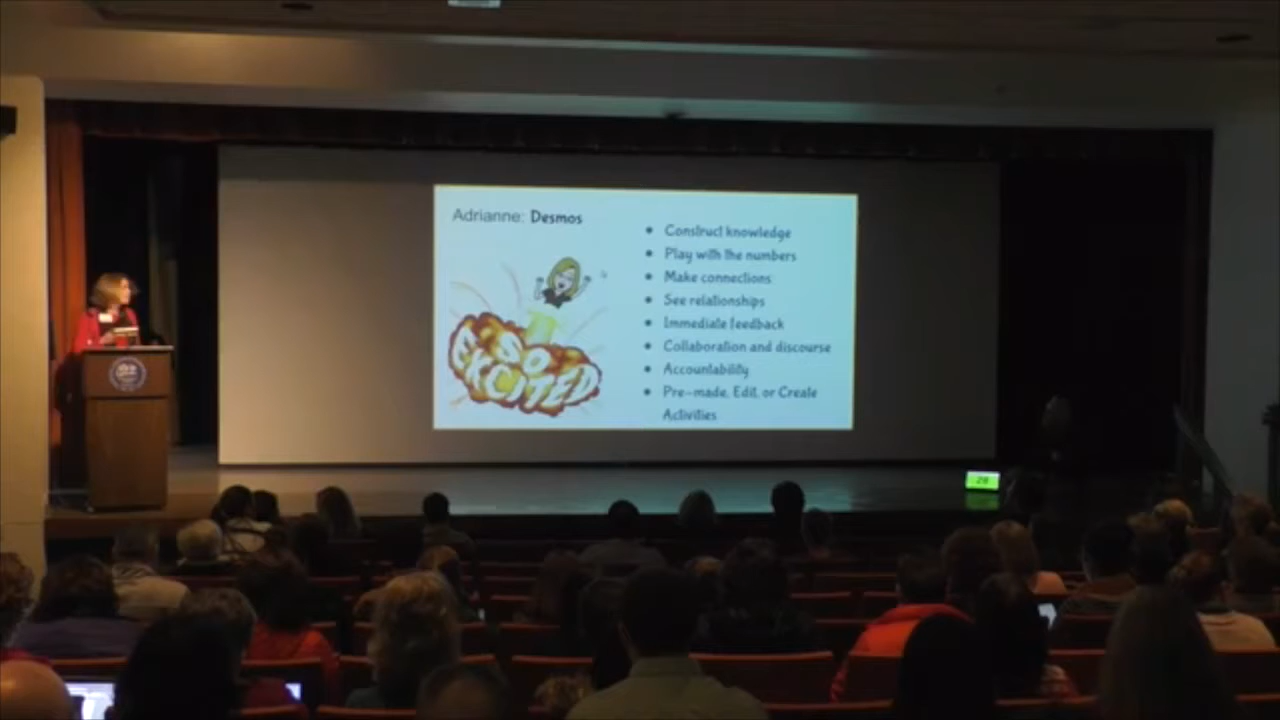 Adrianne: Desmos
SO
EXCITED
• Construct knowledge
• Play with the numbers
• Make connections
• See relationships
• Immediate feedback
• Collaboration and discourse
• Accountability
• Pre-made, Edit, or Create
Activities
28